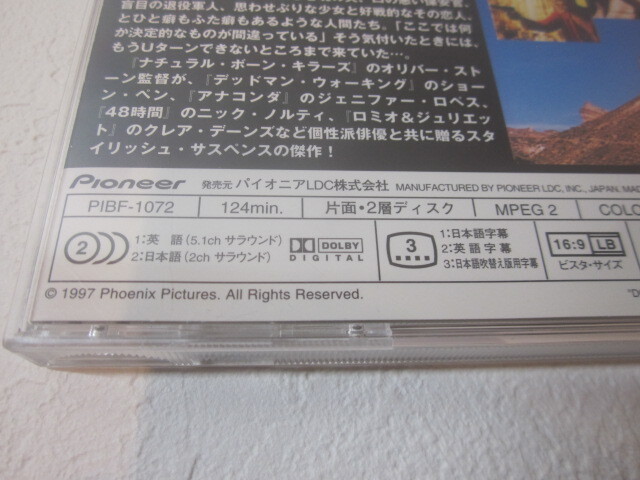 盲目の退役軍人、思わせぶりな少女と好戦的なその恋人、
とひと癖もふた癖もあるような人間たち、「ここでは何
か決定的なものが間違っている」そう気付いたときには、
もうUターンできないところまで来ていた…。
『ナチュラル・ボーン・キラーズ』のオリバー・スト
ーン監督が、『デッドマン・ウォーキング』のショー
ン・ペン、『アナコンダ』のジェニファー・ロペス、
『48時間』のニック・ノルティ、『ロミオ&ジュリエッ
ト』のクレア・デーンズなど個性派俳優と共に贈るスタ
イリッシュ・サスペンスの傑作！
Pioneer 発売元 パイオニアLDC株式会社 MANUFACTURED BY PIONEER LDC, INC., JAPAN.
PIBF-1072 124min. 片面・2層ディスク MPEG 2
2 1:英 語 (5.1ch サラウンド) DOLBY 3 1:日本語字幕 16:9 LB
2:日本語 (2ch サラウンド) DIGITAL 2:英語字幕 ビスタ・サイズ
3:日本語吹替え版用字幕
© 1997 Phoenix Pictures. All Rights Reserved.